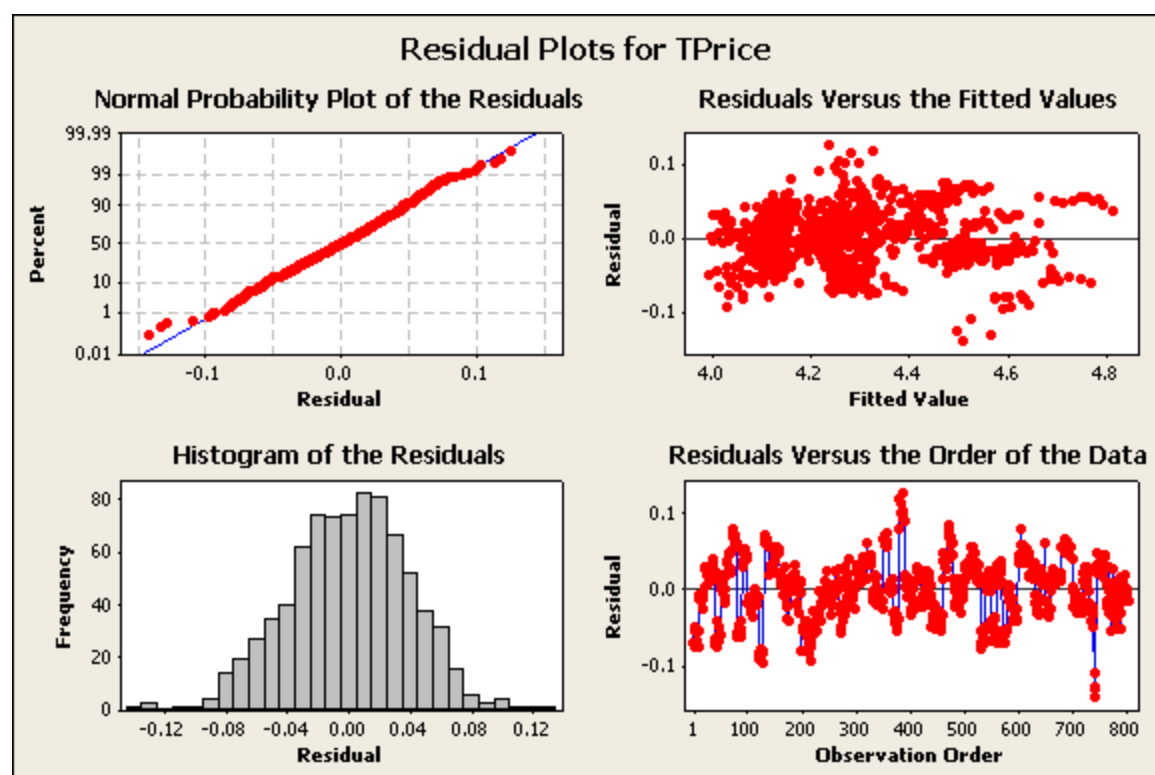 Residual Plots for TPrice
Normal Probability Plot of the Residuals
99.99
99
90
50
10
1
0.01
Percent
-0.1 0.0 0.1
Residual
Residuals Versus the Fitted Values
0.1
0.0
-0.1
Residual
4.0 4.2 4.4 4.6 4.8
Fitted Value
Histogram of the Residuals
80
60
40
20
0
Frequency
-0.12 -0.08 -0.04 0.00 0.04 0.08 0.12
Residual
Residuals Versus the Order of the Data
0.1
0.0
-0.1
Residual
1 100 200 300 400 500 600 700 800
Observation Order